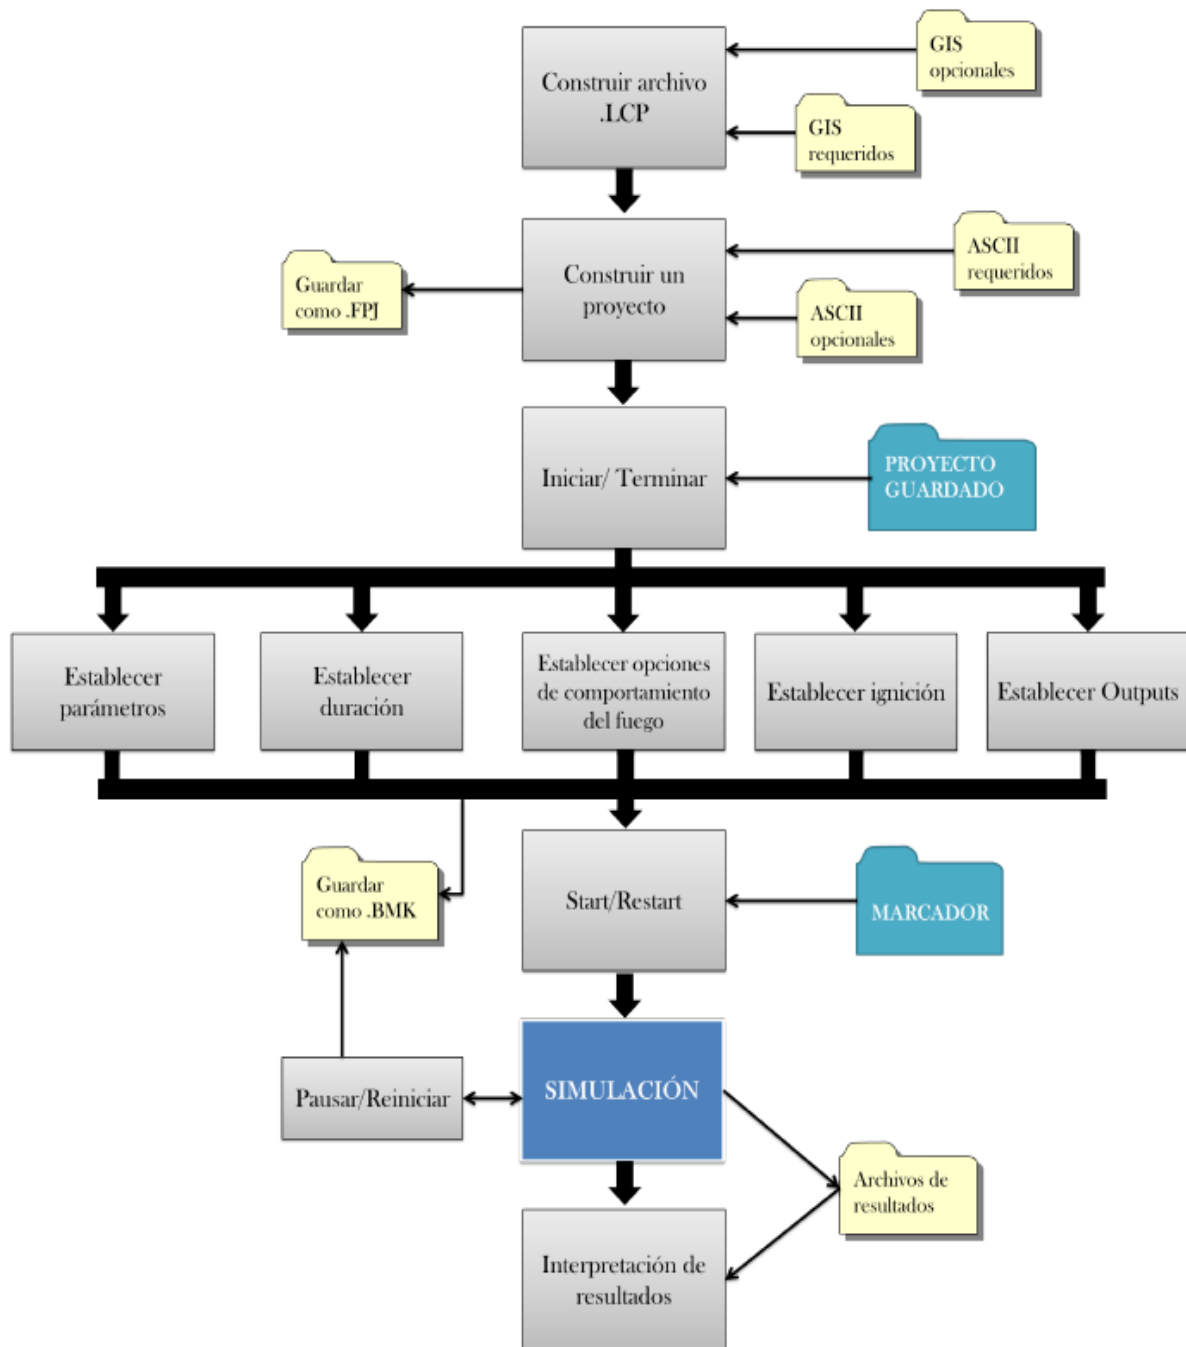 GIS
opcionales
Construir archivo
.LCP
GIS
requeridos
ASCII
requeridos
Guardar
como .FPJ
Construir un
proyecto
ASCII
opcionales
Iniciar/ Terminar
PROYECTO
GUARDADO
Establecer
parámetros
Establecer
duración
Establecer opciones
de comportamiento
del fuego
Establecer ignición
Establecer Outputs
Guardar
como .BMK
Start/Restart
MARCADOR
Pausar/Reiniciar
SIMULACIÓN
Archivos de
resultados
Interpretación de
resultados